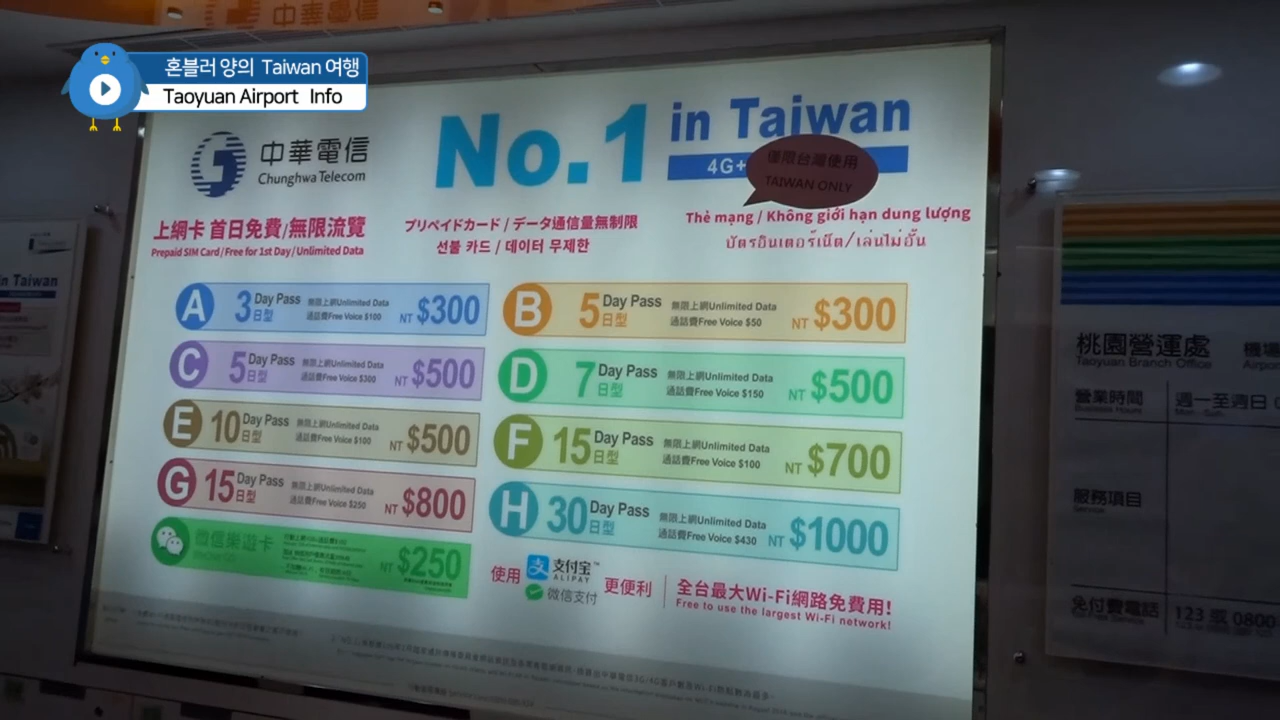 中華電信
혼블러 양의 Taiwan 여행
Taoyuan Airport Info
中華電信
Chunghwa Telecom
No.1 in Taiwan
4G+
僅限台灣使用
TAIWAN ONLY
上網卡 首日免費/無限流覽
Prepaid SIM Card / Free for 1st Day / Unlimited Data
プリペイドカード / データ通信量無制限
선불 카드 / 데이터 무제한
Thẻ mạng / Không giới hạn dung lượng
บัตรอินเตอร์เน็ต/เล่นไม่อั้น
A 3 Day Pass 日型 無限上網Unlimited Data 通話費Free Voice $100 NT $300
B 5 Day Pass 日型 無限上網Unlimited Data 通話費Free Voice $50 NT $300
C 5 Day Pass 日型 無限上網Unlimited Data 通話費Free Voice $300 NT $500
D 7 Day Pass 日型 無限上網Unlimited Data 通話費Free Voice $150 NT $500
E 10 Day Pass 日型 無限上網Unlimited Data 通話費Free Voice $100 NT $500
F 15 Day Pass 日型 無限上網Unlimited Data 通話費Free Voice $100 NT $700
G 15 Day Pass 日型 無限上網Unlimited Data 通話費Free Voice $250 NT $800
H 30 Day Pass 日型 無限上網Unlimited Data 通話費Free Voice $430 NT $1000
微信樂遊卡 NT $250
使用 支付宝 ALIPAY 微信支付 更便利
全台最大Wi-Fi網路免費用!
Free to use the largest Wi-Fi network!
in Taiwan
桃園營運處
Taoyuan Branch Office
營業時間 週一至週日
Business Hours Mon - Sun
服務項目
Service
免付費電話 123 或 0800